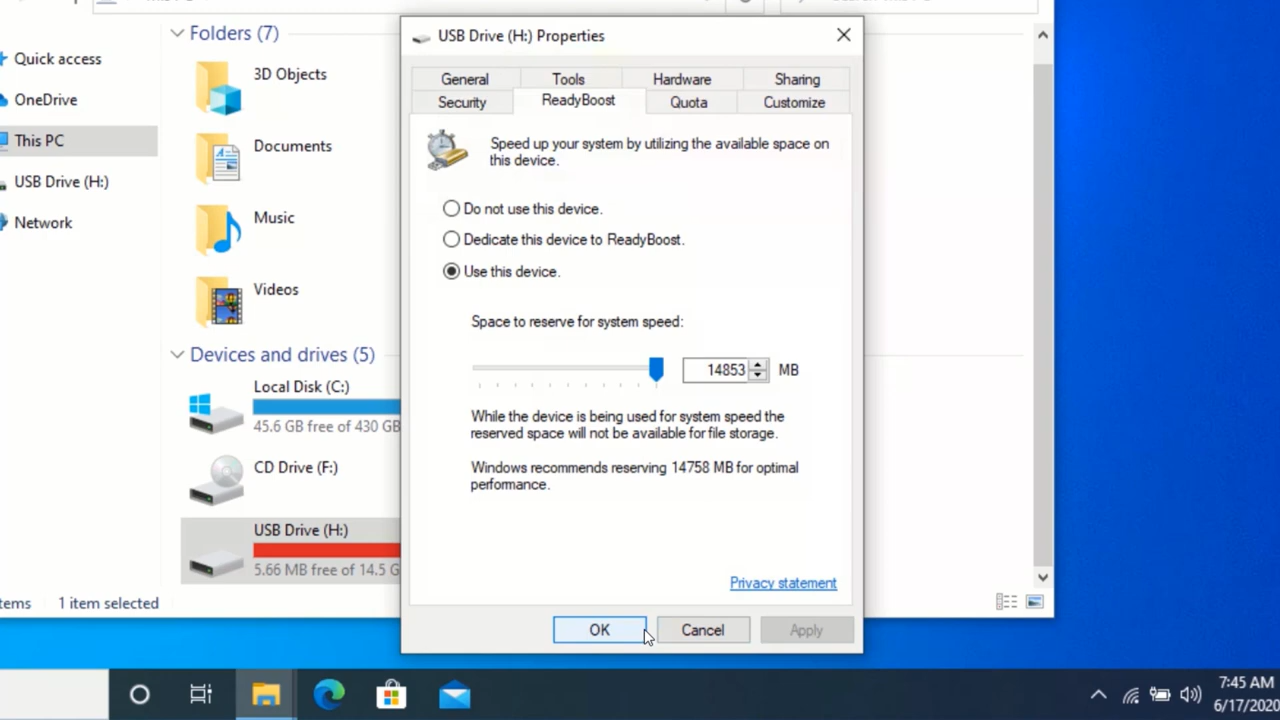 Folders (7)
Quick access
OneDrive
This PC
USB Drive (H:)
Network
3D Objects
Documents
Music
Videos
Devices and drives (5)
Local Disk (C:)
45.6 GB free of 430 GB
CD Drive (F:)
USB Drive (H:)
5.66 MB free of 14.5 G
1 item selected
USB Drive (H:) Properties
General
Tools
Hardware
Sharing
Security
ReadyBoost
Quota
Customize
Speed up your system by utilizing the available space on
this device.
Do not use this device.
Dedicate this device to ReadyBoost.
Use this device.
Space to reserve for system speed:
14853 MB
While the device is being used for system speed the
reserved space will not be available for file storage.
Windows recommends reserving 14758 MB for optimal
performance.
Privacy statement
OK
Cancel
Apply
7:45 AM
6/17/2020